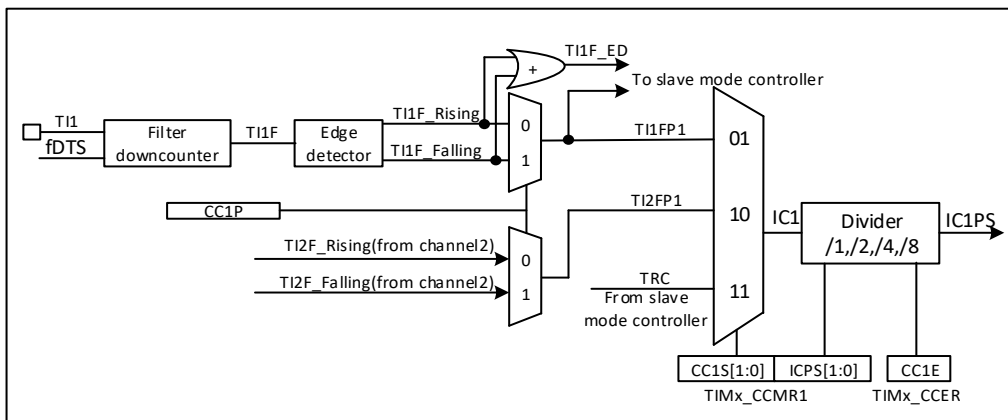 TI1F_ED
+
To slave mode controller
TI1F_Rising
TI1
fDTS
Filter
downcounter
TI1F
Edge
detector
0
1
TI1F_Falling
TI1FP1
01
CC1P
TI2FP1
10
IC1
Divider
/1,/2,/4,/8
IC1PS
TI2F_Rising(from channel2)
0
TI2F_Falling(from channel2)
1
TRC
From slave
mode controller
11
CC1S[1:0]
ICPS[1:0]
CC1E
TIMx_CCMR1
TIMx_CCER